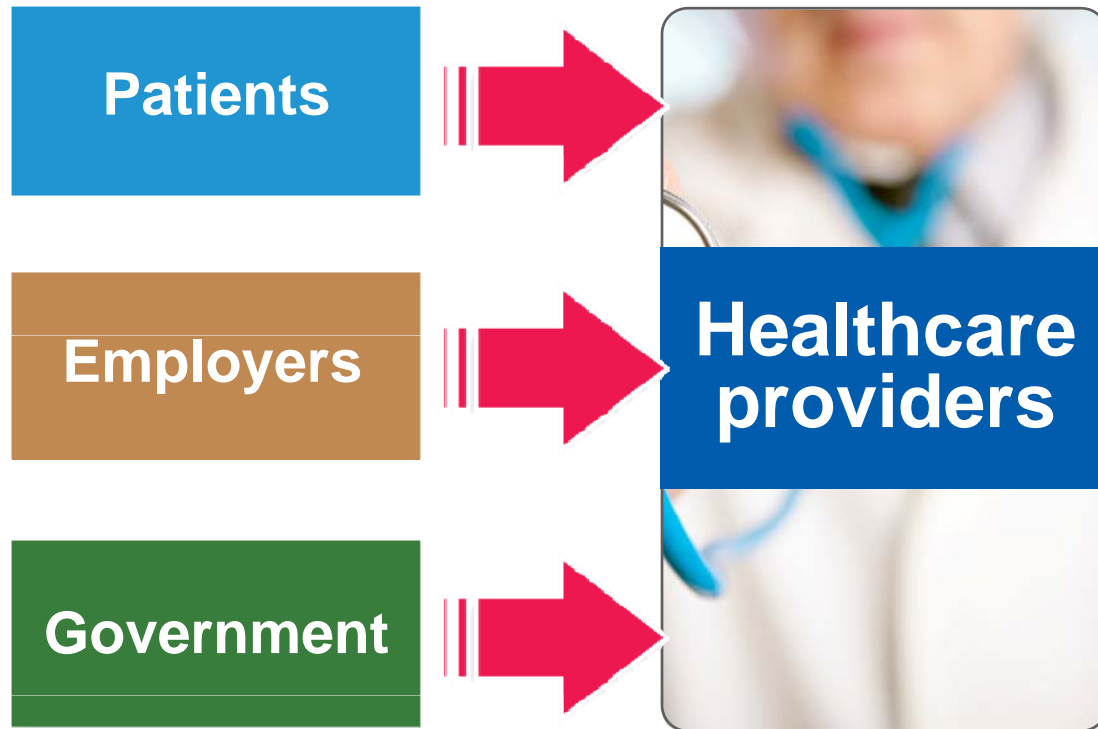 Patients
Employers
Healthcare
providers
Government